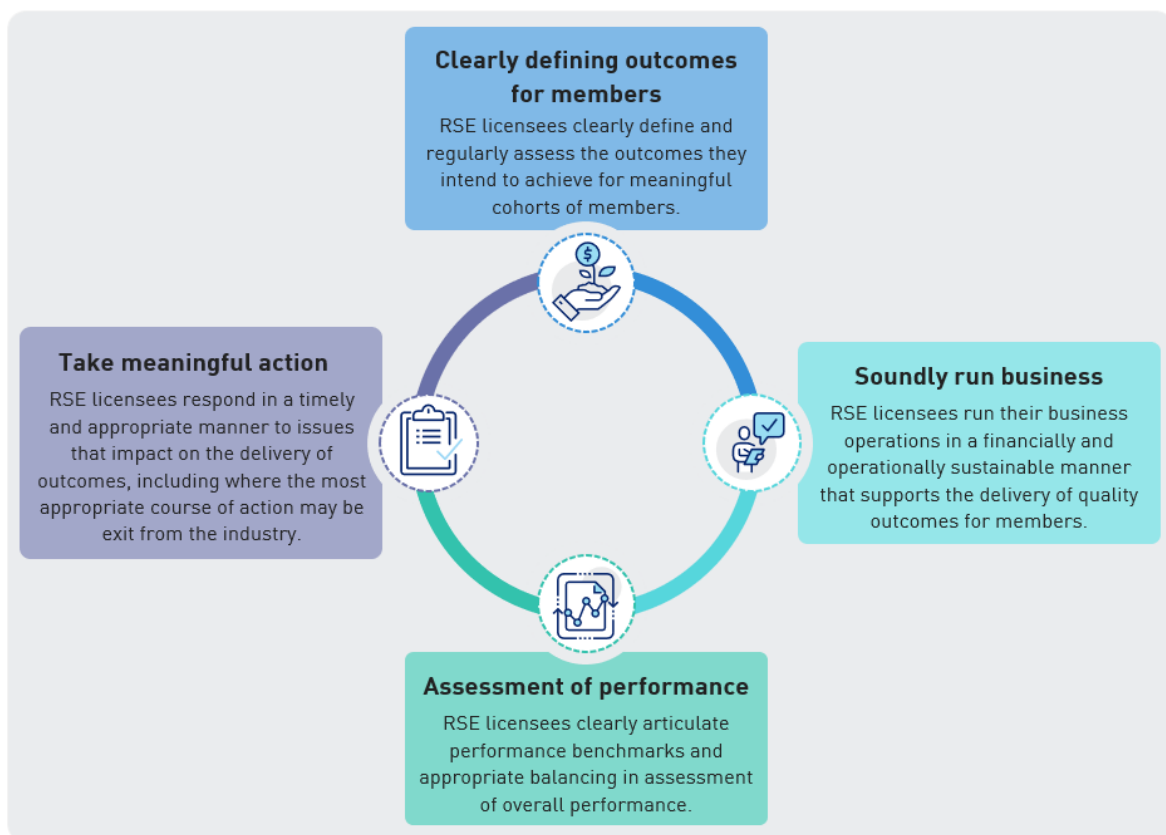 Clearly defining outcomes
for members
RSE licensees clearly define and
regularly assess the outcomes they
intend to achieve for meaningful
cohorts of members.
$
Take meaningful action
RSE licensees respond in a timely
and appropriate manner to issues
that impact on the delivery of
outcomes, including where the most
appropriate course of action may be
exit from the industry.
Soundly run business
RSE licensees run their business
operations in a financially and
operationally sustainable manner
that supports the delivery of quality
outcomes for members.
Assessment of performance
RSE licensees clearly articulate
performance benchmarks and
appropriate balancing in assessment
of overall performance.